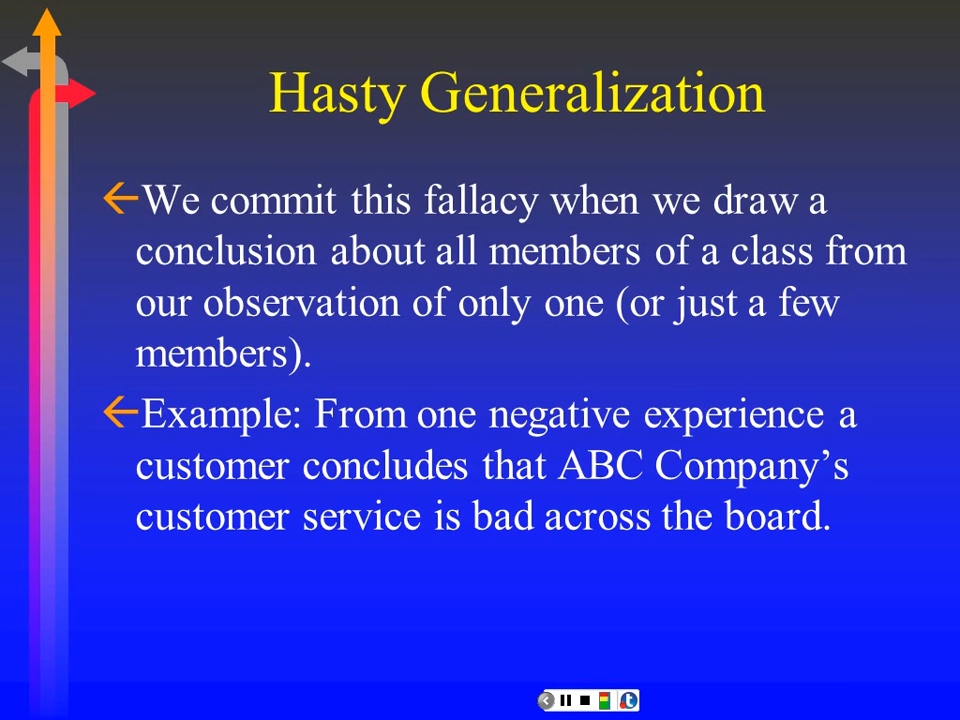 Hasty Generalization
We commit this fallacy when we draw a
conclusion about all members of a class from
our observation of only one (or just a few
members).
Example: From one negative experience a
customer concludes that ABC Company’s
customer service is bad across the board.
t